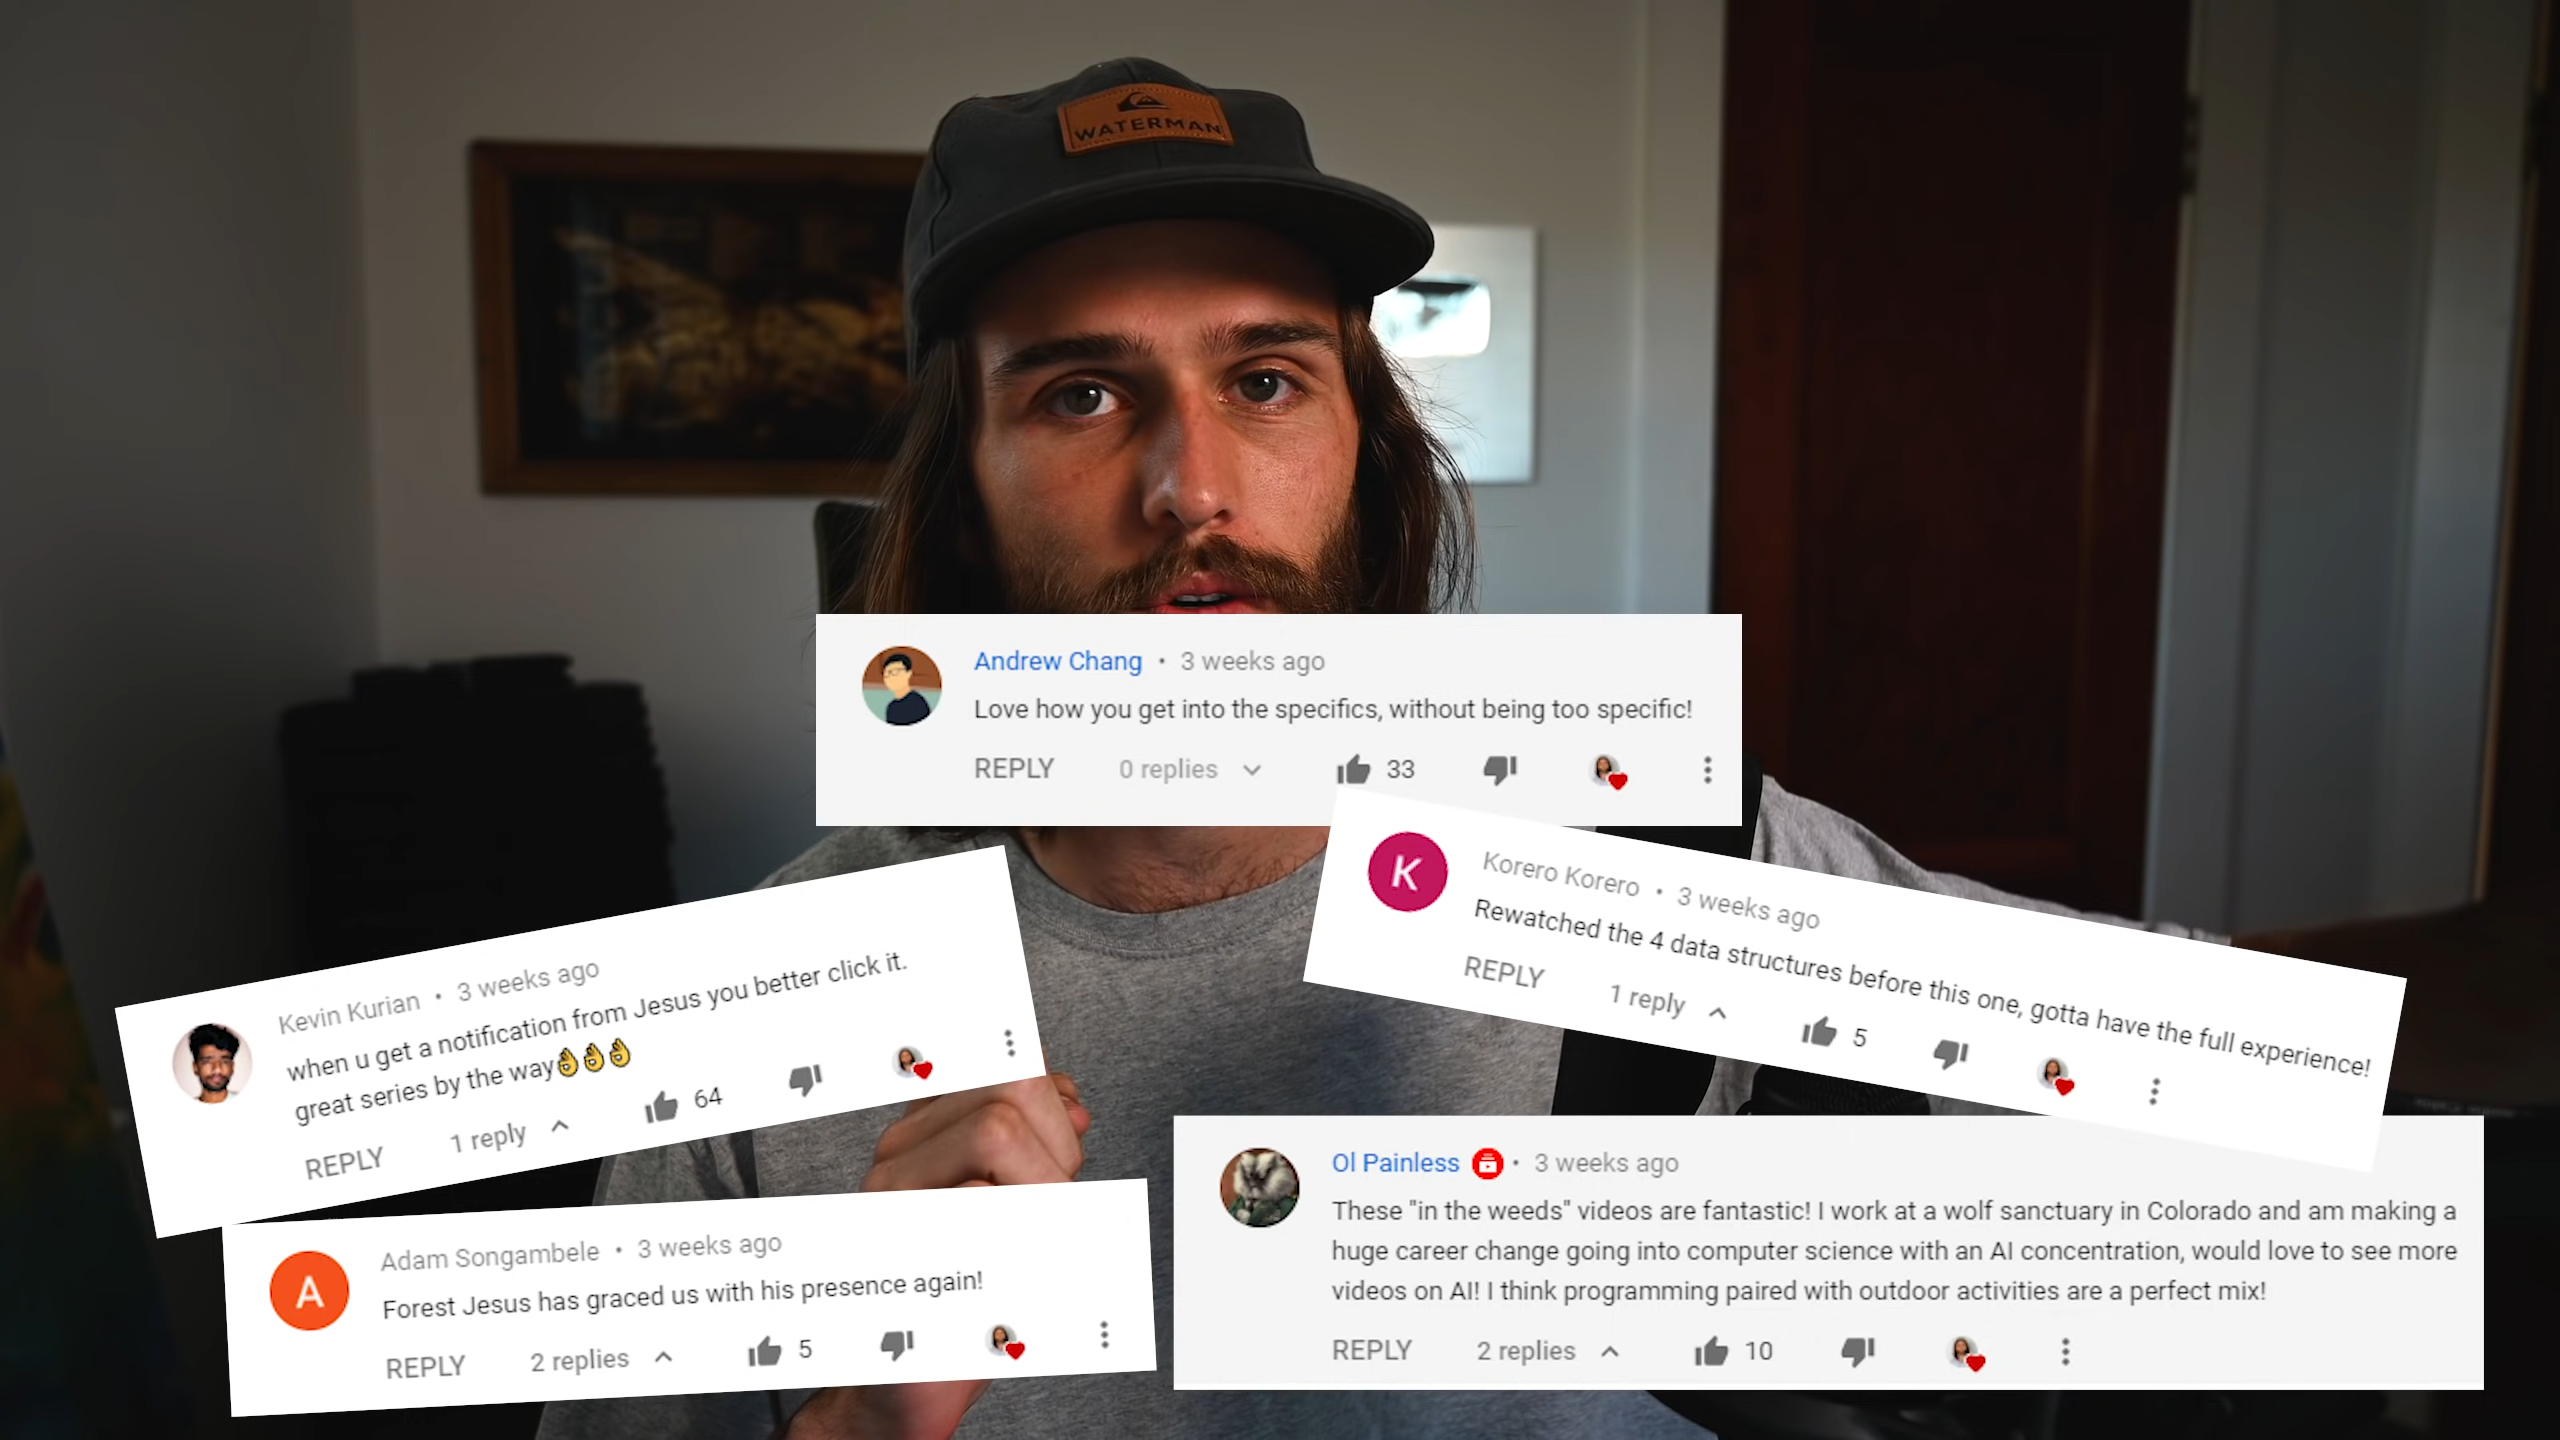 WATERMAN
Andrew Chang • 3 weeks ago
Love how you get into the specifics, without being too specific!
REPLY 0 replies 33
Korero Korero • 3 weeks ago
Rewatched the 4 data structures before this one, gotta have the full experience!
REPLY 1 reply 5
K
Kevin Kurian • 3 weeks ago
when u get a notification from Jesus you better click it.
great series by the way👌👌👌
REPLY 1 reply 64
Ol Painless • 3 weeks ago
These "in the weeds" videos are fantastic! I work at a wolf sanctuary in Colorado and am making a
huge career change going into computer science with an AI concentration, would love to see more
videos on AI! I think programming paired with outdoor activities are a perfect mix!
REPLY 2 replies 10
A
Adam Songambele • 3 weeks ago
Forest Jesus has graced us with his presence again!
REPLY 2 replies 5